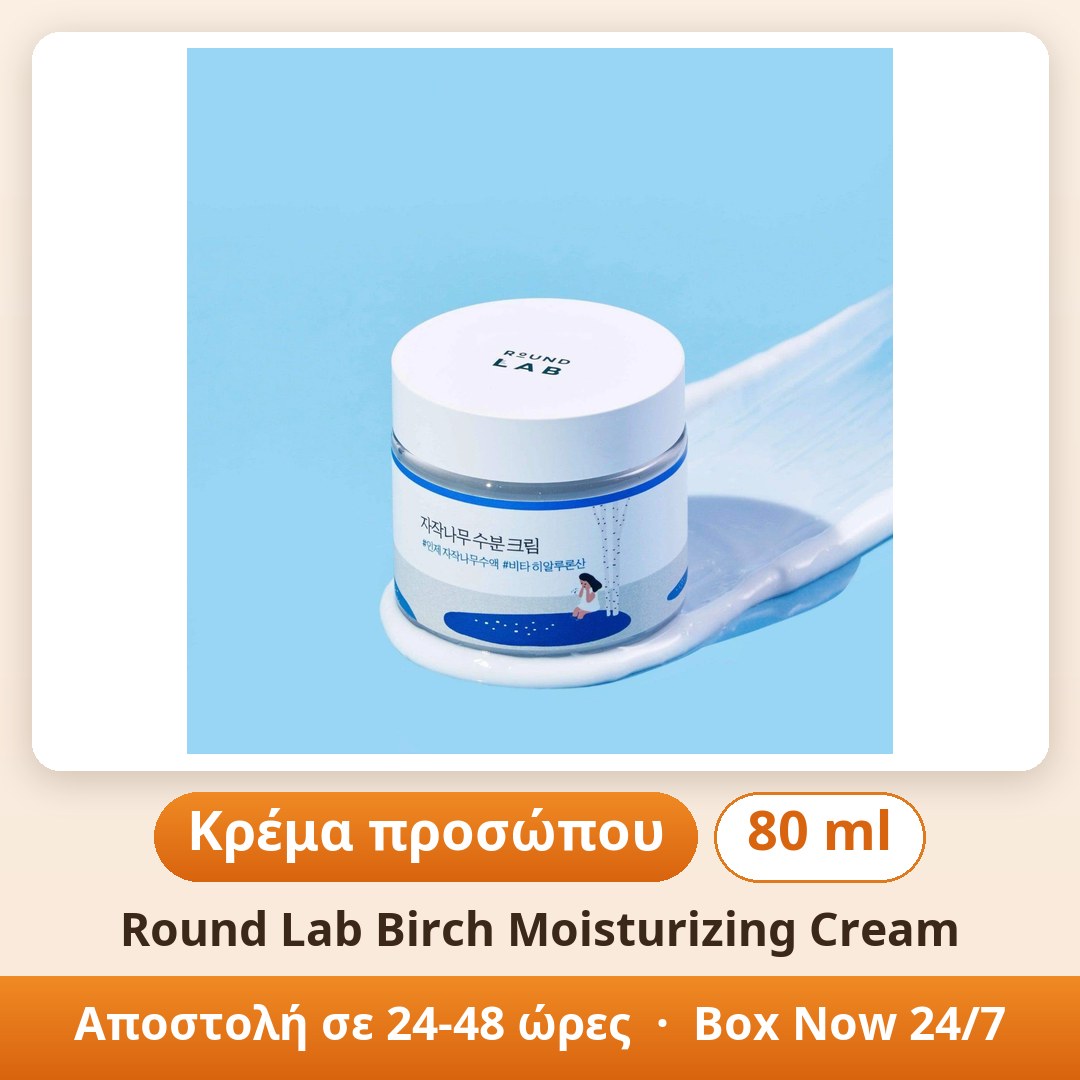 ROUND
LAB
자작나무 수분 크림
#인제 자작나무수액 #비타 히알루론산
Κρέμα προσώπου
80 ml
Round Lab Birch Moisturizing Cream
Αποστολή σε 24-48 ώρες · Box Now 24/7